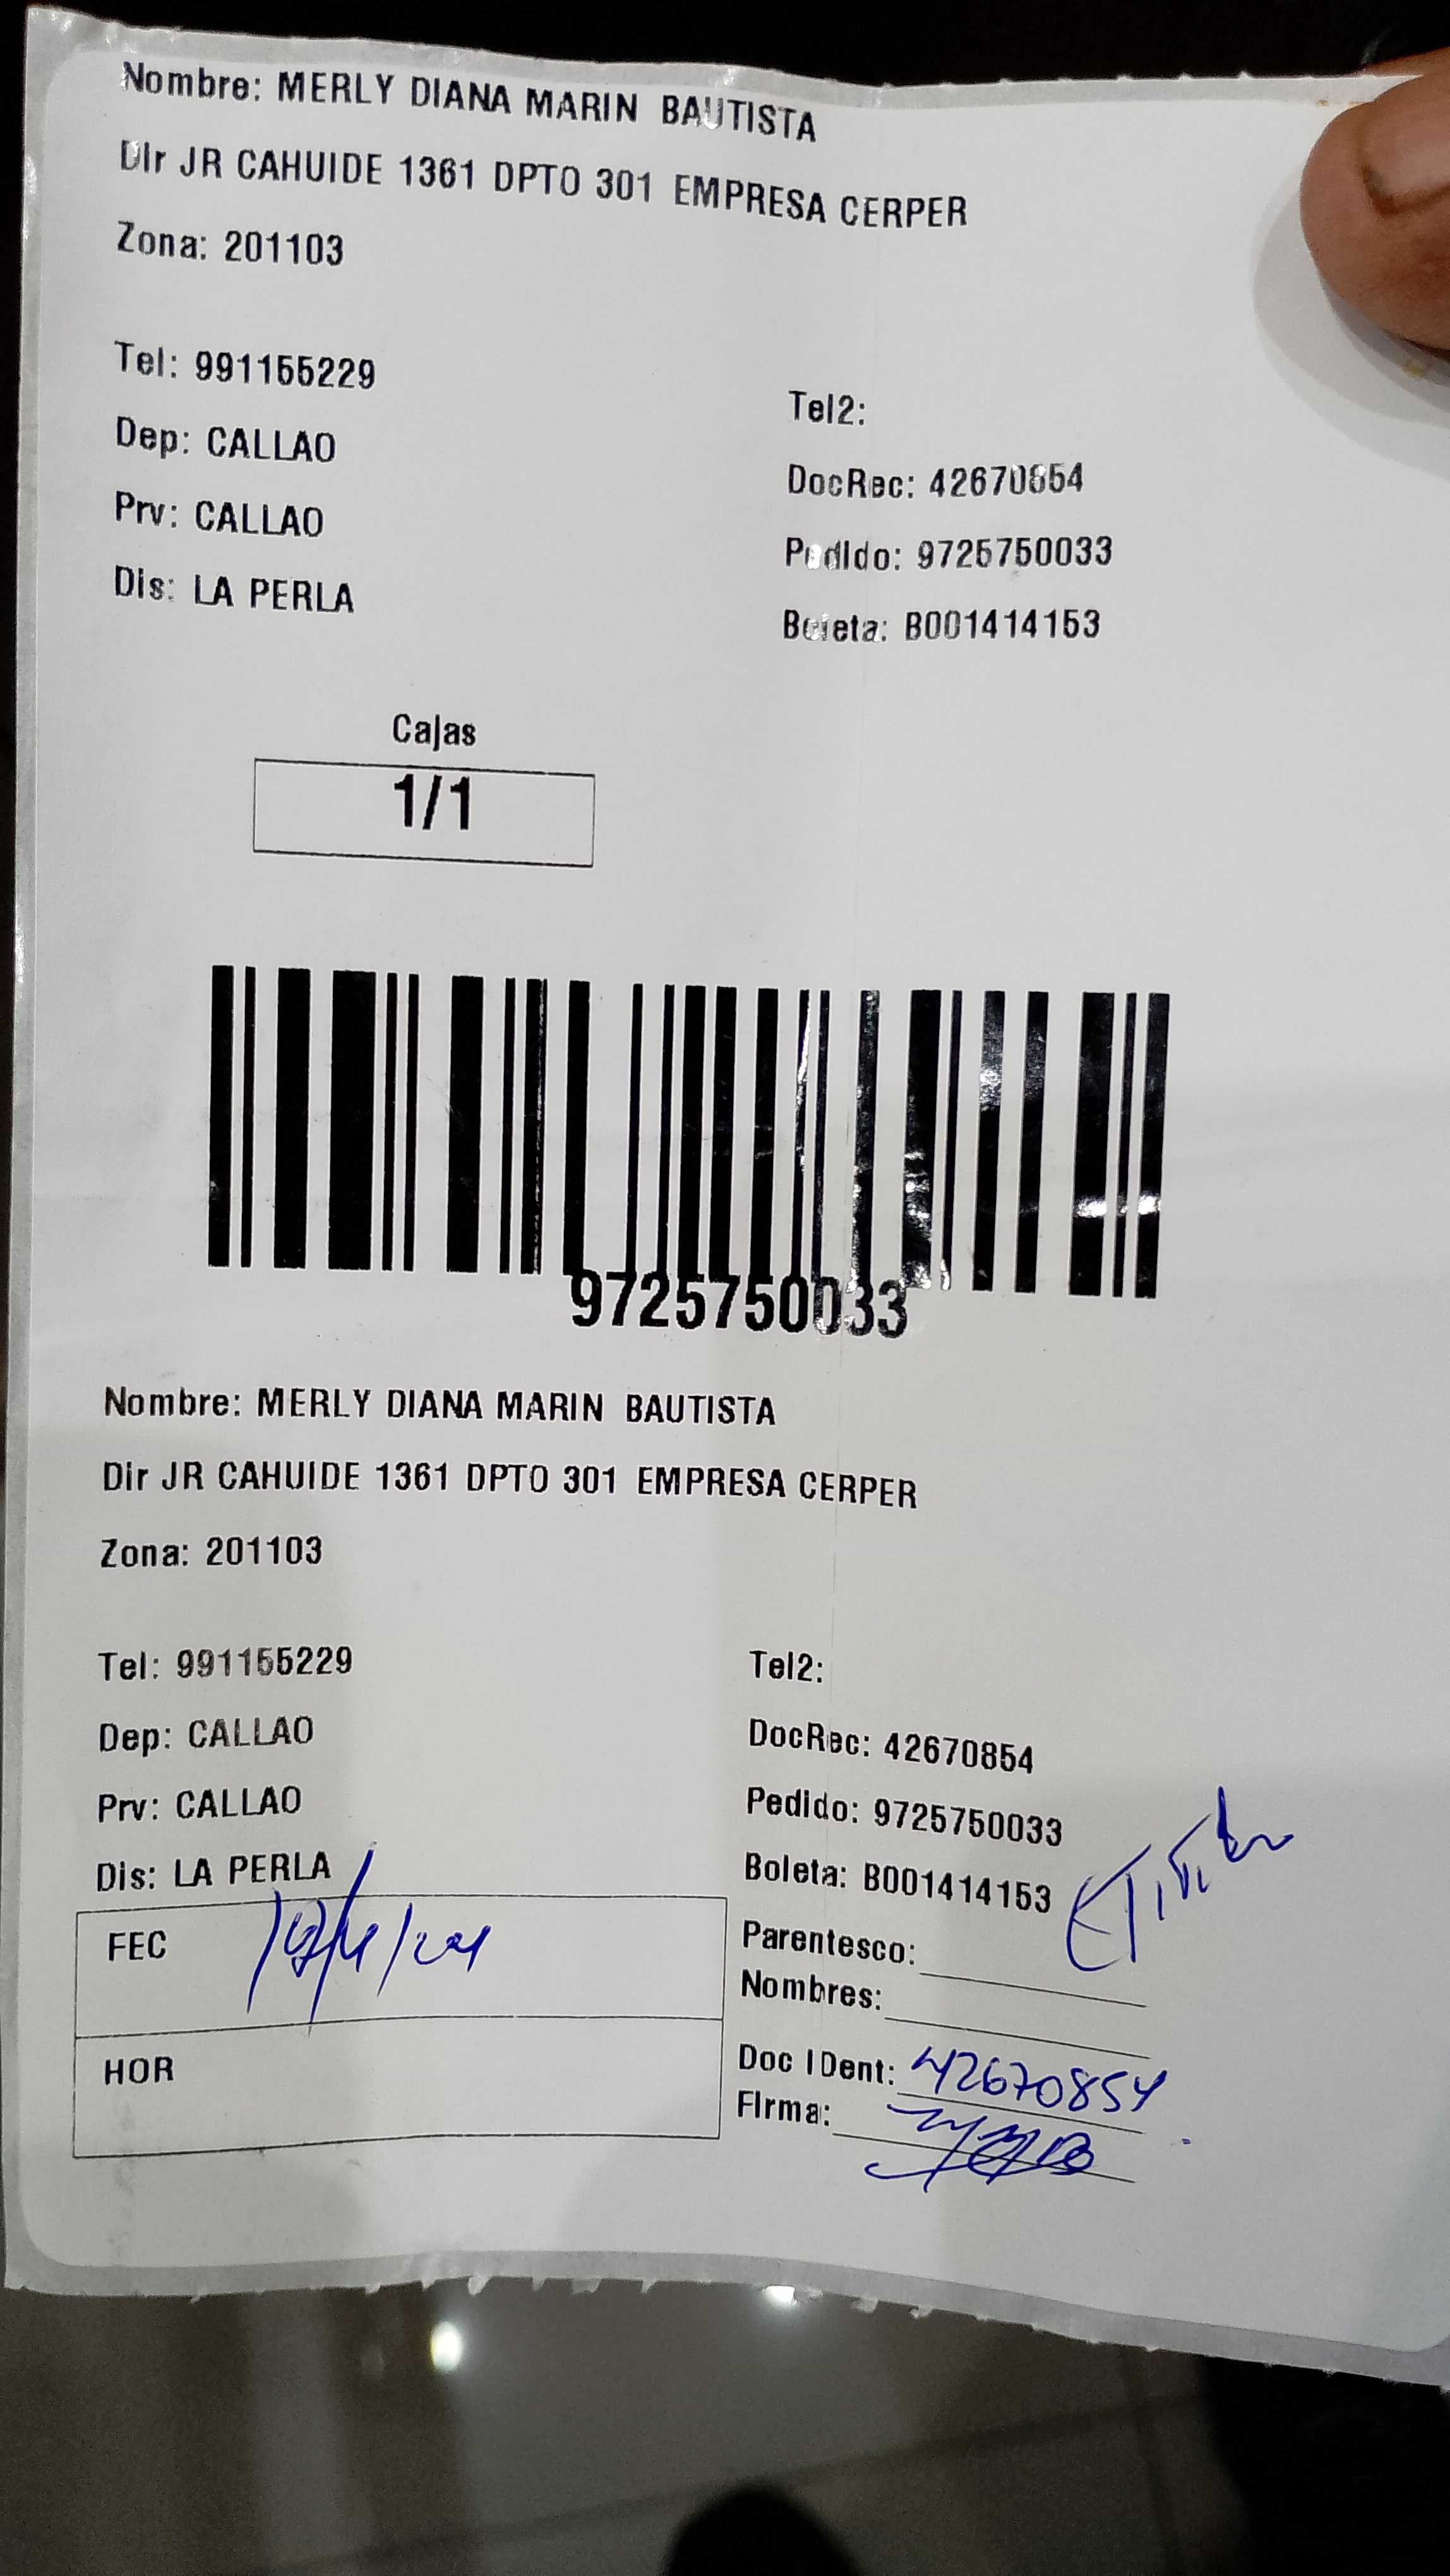 Nombre: MERLY DIANA MARIN BAUTISTA
Dir JR CAHUIDE 1361 DPTO 301 EMPRESA CERPER
Zona: 201103
Tel: 991155229
Tel2:
Dep: CALLAO
DocRec: 42670854
Prv: CALLAO
Pedido: 9725750033
Dis: LA PERLA
Boleta: B001414153
Cajas
1/1
9725750033
Nombre: MERLY DIANA MARIN BAUTISTA
Dir JR CAHUIDE 1361 DPTO 301 EMPRESA CERPER
Zona: 201103
Tel: 991155229
Tel2:
Dep: CALLAO
DocRec: 42670854
Prv: CALLAO
Pedido: 9725750033
Dis: LA PERLA
Boleta: B001414153
FEC
Parentesco:
Nombres:
HOR
Doc IDent: 42670854
Firma: